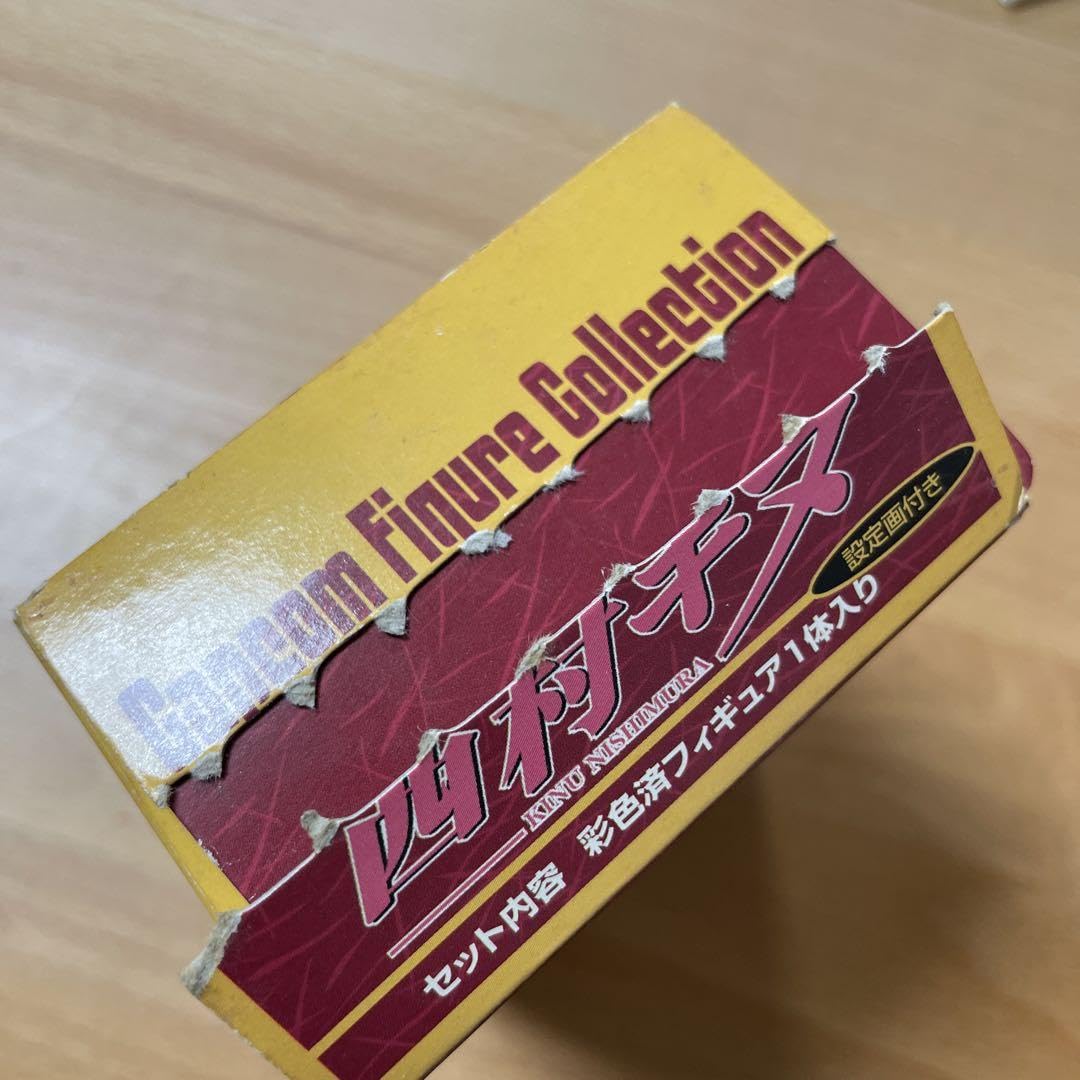 Capcom Figure Collection
西村キヌ
KINU NISHIMURA
設定画付き
セット内容 彩色済フィギュア1体入り